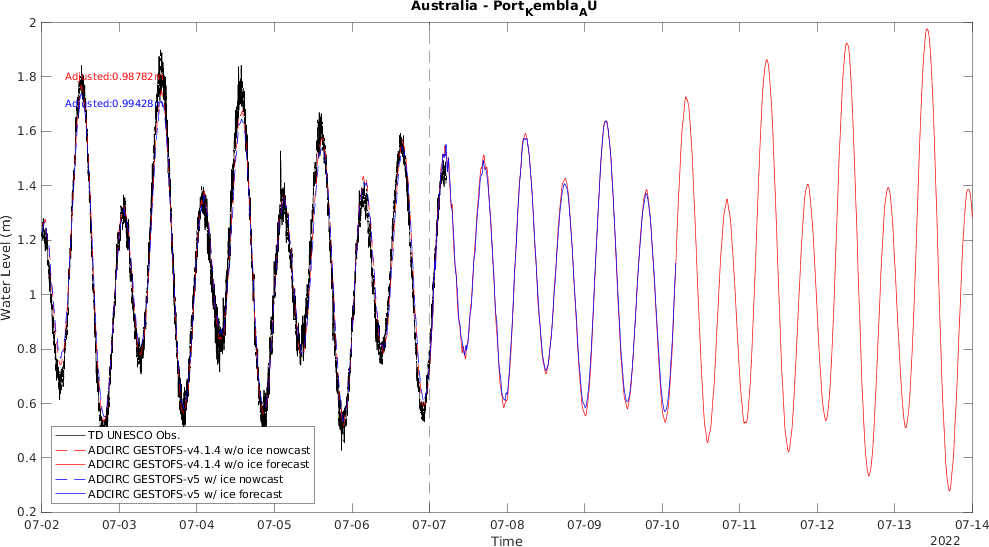 Australia - PortKemblaAU
2
1.8
1.6
1.4
1.2
1
0.8
0.6
0.4
0.2
Water Level (m)
Adjusted:0.98782m
Adjusted:0.99428m
TD UNESCO Obs.
ADCIRC GESTOFS-v4.1.4 w/o ice nowcast
ADCIRC GESTOFS-v4.1.4 w/o ice forecast
ADCIRC GESTOFS-v5 w/ ice nowcast
ADCIRC GESTOFS-v5 w/ ice forecast
07-02 07-03 07-04 07-05 07-06 07-07 07-08 07-09 07-10 07-11 07-12 07-13 07-14
Time
2022